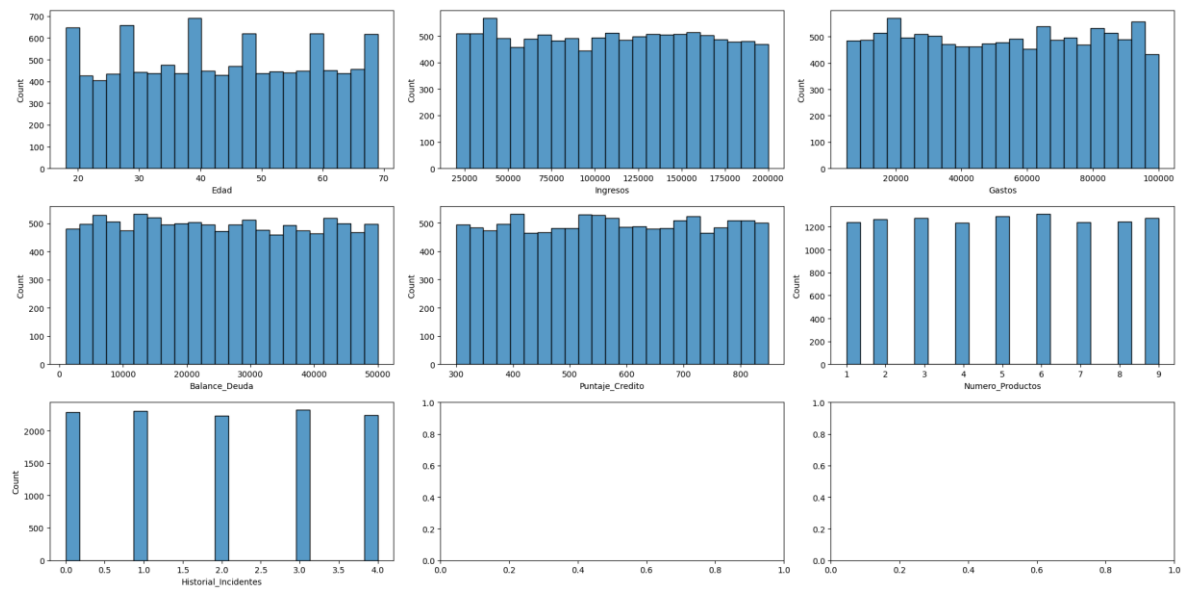 700
600
500
400
300
200
100
0
Count
20 30 40 50 60 70
Edad
500
400
300
200
100
0
Count
25000 50000 75000 100000 125000 150000 175000 200000
Ingresos
500
400
300
200
100
0
Count
20000 40000 60000 80000 100000
Gastos
500
400
300
200
100
0
Count
0 10000 20000 30000 40000 50000
Balance_Deuda
500
400
300
200
100
0
Count
300 400 500 600 700 800
Puntaje_Credito
1200
1000
800
600
400
200
0
Count
1 2 3 4 5 6 7 8 9
Numero_Productos
2000
1500
1000
500
0
Count
0.0 0.5 1.0 1.5 2.0 2.5 3.0 3.5 4.0
Historial_Incidentes
1.0
0.8
0.6
0.4
0.2
0.0
0.0 0.2 0.4 0.6 0.8 1.0
1.0
0.8
0.6
0.4
0.2
0.0
0.0 0.2 0.4 0.6 0.8 1.0